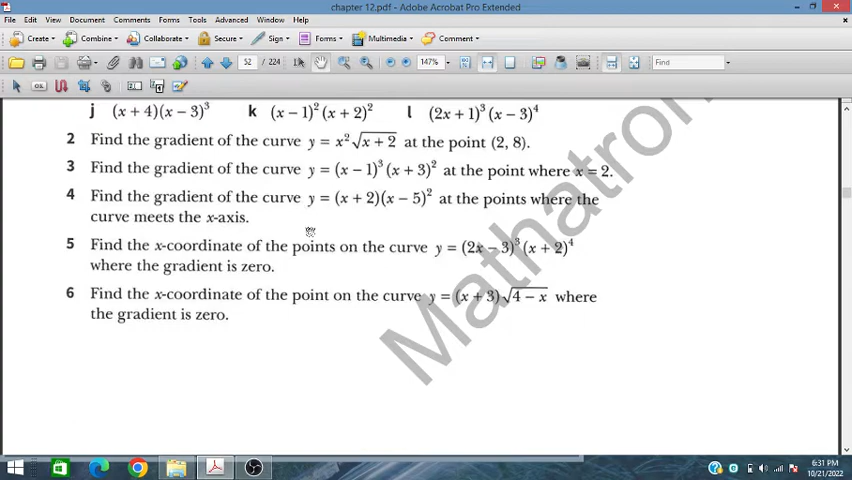 chapter 12.pdf - Adobe Acrobat Pro Extended
File Edit View Document Comments Forms Tools Advanced Window Help
Create Combine Collaborate Secure Sign Forms Multimedia Comment
52 / 224 147% Find
j (x + 4)(x − 3)³ k (x − 1)²(x + 2)² l (2x + 1)³(x − 3)⁴
2 Find the gradient of the curve y = x²√(x + 2) at the point (2, 8).
3 Find the gradient of the curve y = (x − 1)³(x + 3)² at the point where x = 2.
4 Find the gradient of the curve y = (x + 2)(x − 5)² at the points where the
curve meets the x-axis.
5 Find the x-coordinate of the points on the curve y = (2x − 3)³(x + 2)⁴
where the gradient is zero.
6 Find the x-coordinate of the point on the curve y = (x + 3)√(4 − x) where
the gradient is zero.
Mathatron
6:31 PM
10/21/2022